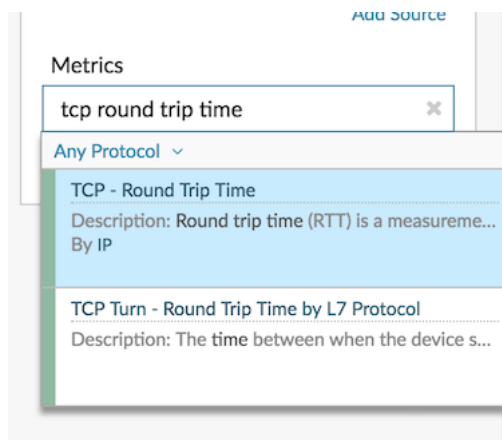 Add Source
Metrics
tcp round trip time
Any Protocol
TCP - Round Trip Time
Description: Round trip time (RTT) is a measureme...
By IP
TCP Turn - Round Trip Time by L7 Protocol
Description: The time between when the device s...